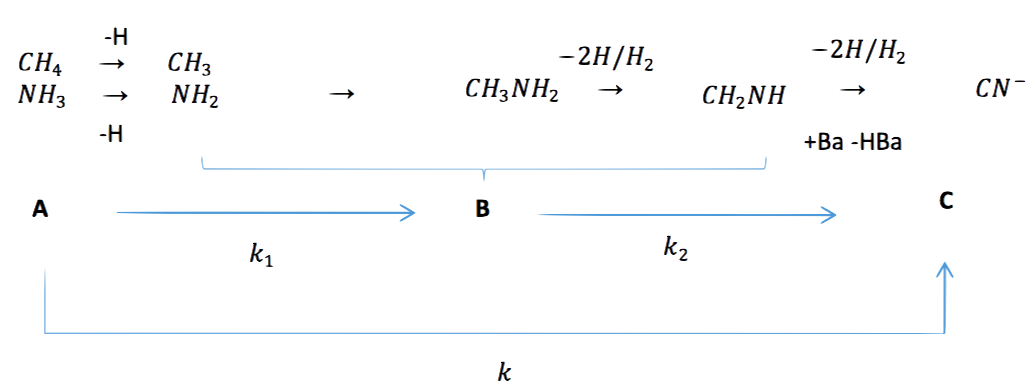 -H
CH₄ → CH₃
NH₃ → NH₂ → CH₃NH₂ −2H/H₂ → CH₂NH −2H/H₂ → CN⁻
-H +Ba -HBa
A B C
k₁ k₂
k